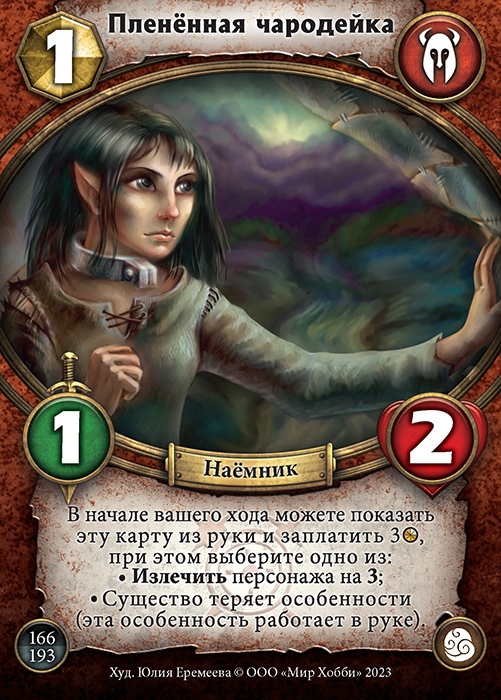 Пленённая чародейка
1
1
Наёмник
2
В начале вашего хода можете показать
эту карту из руки и заплатить 3,
при этом выберите одно из:
• Излечить персонажа на 3;
• Существо теряет особенности
(эта особенность работает в руке).
166
193
Худ. Юлия Еремеева © ООО «Мир Хобби» 2023